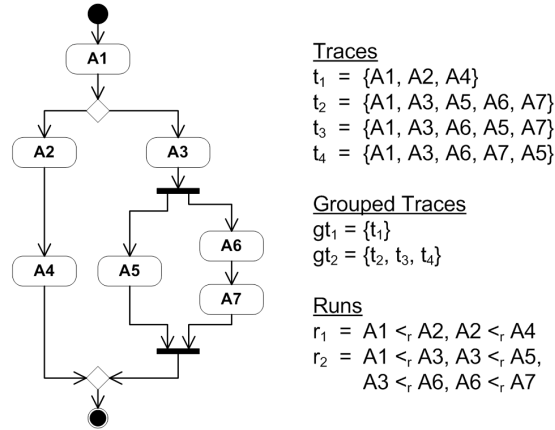 A1
A2
A3
A4
A5
A6
A7
Traces
t₁ = {A1, A2, A4}
t₂ = {A1, A3, A5, A6, A7}
t₃ = {A1, A3, A6, A5, A7}
t₄ = {A1, A3, A6, A7, A5}
Grouped Traces
gt₁ = {t₁}
gt₂ = {t₂, t₃, t₄}
Runs
r₁ = A1 <ᵣ A2, A2 <ᵣ A4
r₂ = A1 <ᵣ A3, A3 <ᵣ A5,
A3 <ᵣ A6, A6 <ᵣ A7